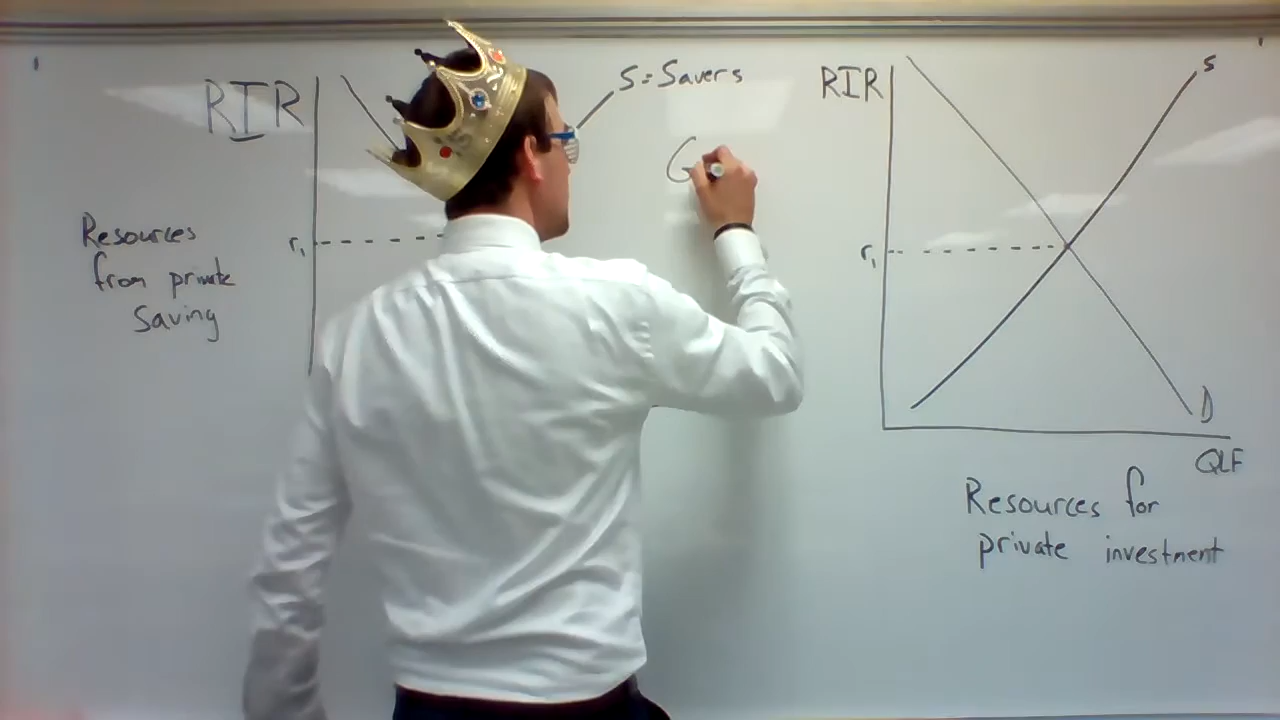 RIR
S = Savers
Resources
from private
Saving
r₁
G
RIR
S
r₁
D
QLF
Resources for
private investment